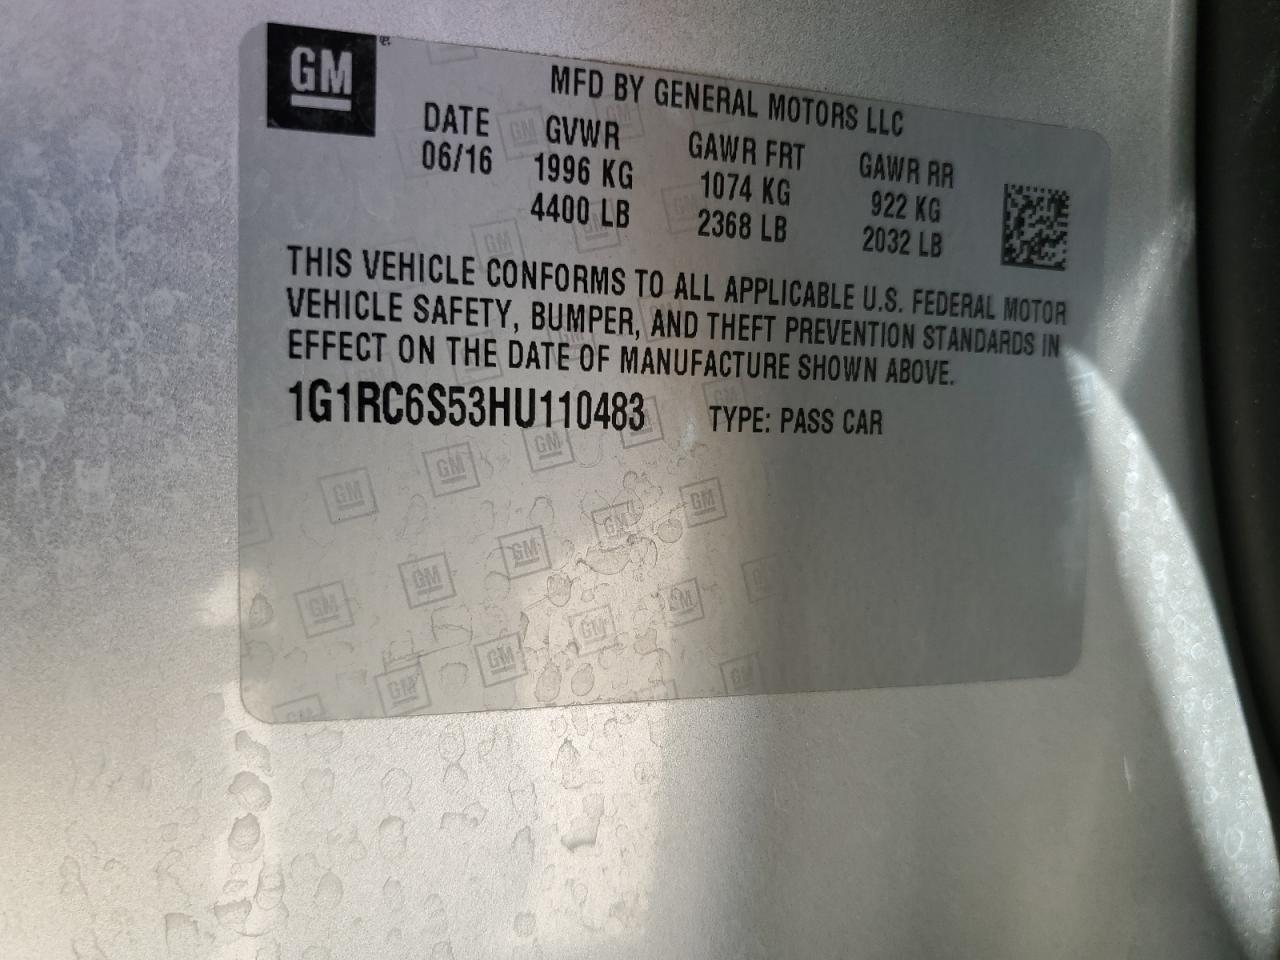 GM
MFD BY GENERAL MOTORS LLC
DATE GVWR GAWR FRT GAWR RR
06/16 1996 KG 1074 KG 922 KG
4400 LB 2368 LB 2032 LB
THIS VEHICLE CONFORMS TO ALL APPLICABLE U.S. FEDERAL MOTOR
VEHICLE SAFETY, BUMPER, AND THEFT PREVENTION STANDARDS IN
EFFECT ON THE DATE OF MANUFACTURE SHOWN ABOVE.
1G1RC6S53HU110483 TYPE: PASS CAR